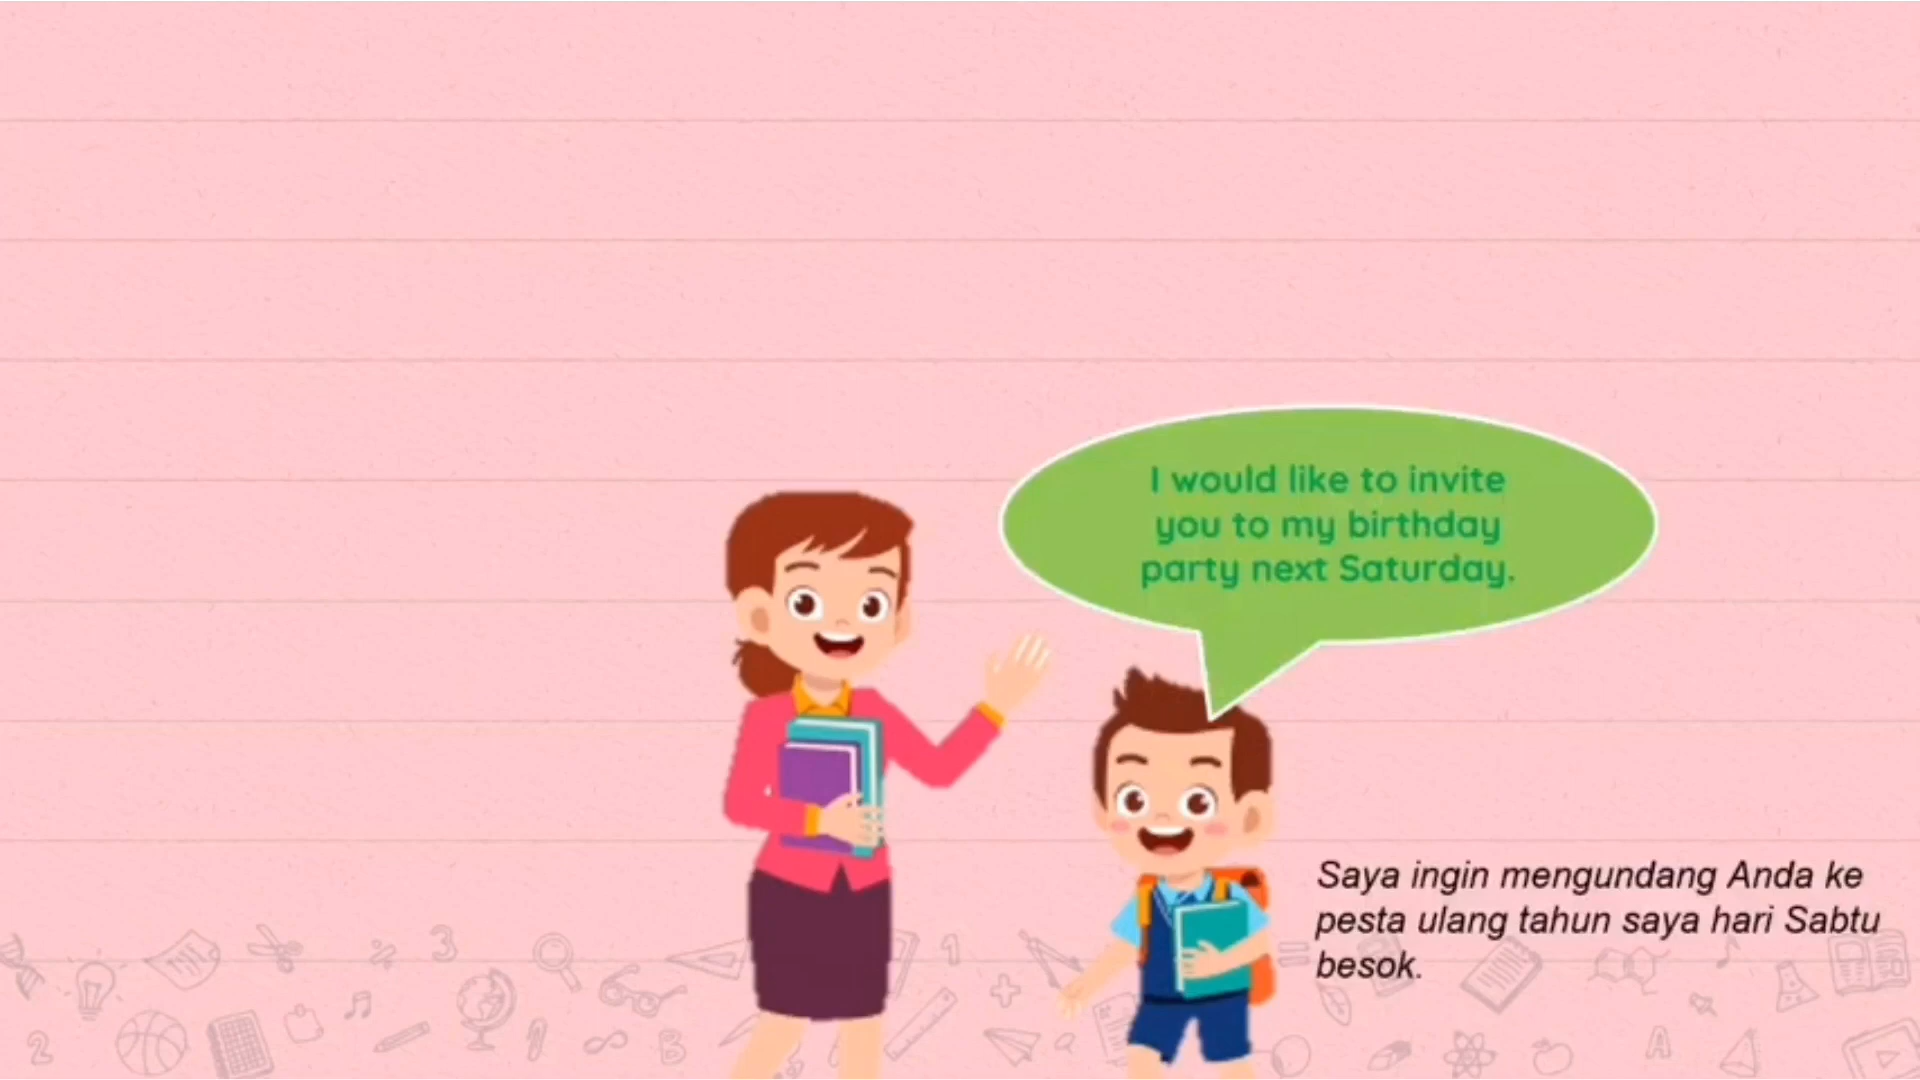 I would like to invite
you to my birthday
party next Saturday.
Saya ingin mengundang Anda ke
pesta ulang tahun saya hari Sabtu
besok.